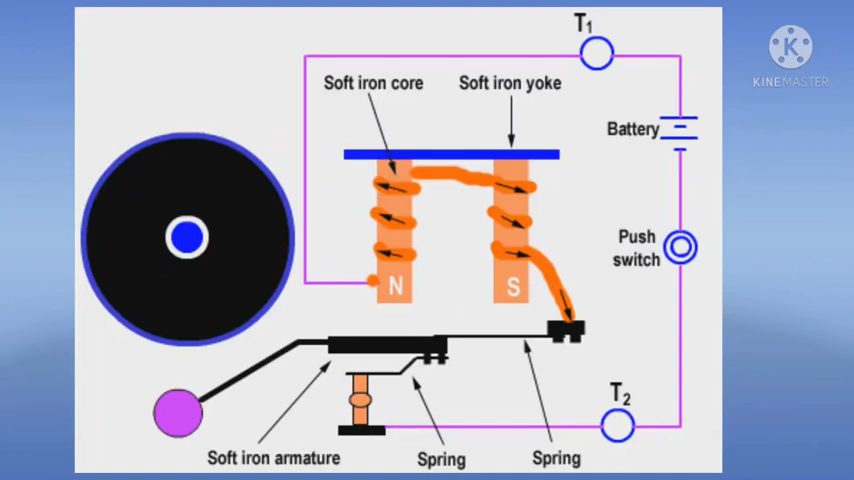 T1
K
KINEMASTER
Soft iron core
Soft iron yoke
Battery
Push
switch
N
S
T2
Soft iron armature
Spring
Spring